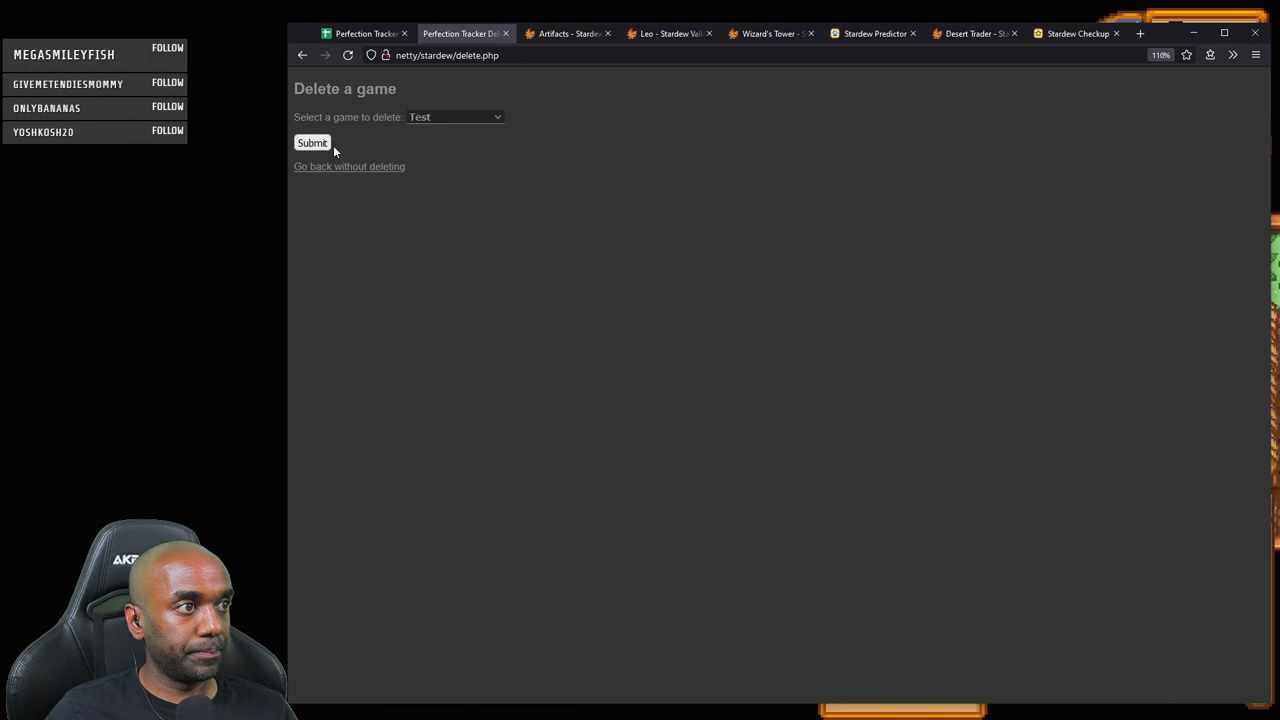 MEGASMILEYFISH FOLLOW
GIVEMETENDIESMOMMY FOLLOW
ONLYBANANAS FOLLOW
YOSHKOSH20 FOLLOW
Perfection Tracker Perfection Tracker Del Artifacts - Stardew Leo - Stardew Vall Wizard's Tower - S Stardew Predictor Desert Trader - Sta Stardew Checkup
netty/stardew/delete.php 110%
Delete a game
Select a game to delete: Test
Submit
Go back without deleting
AK